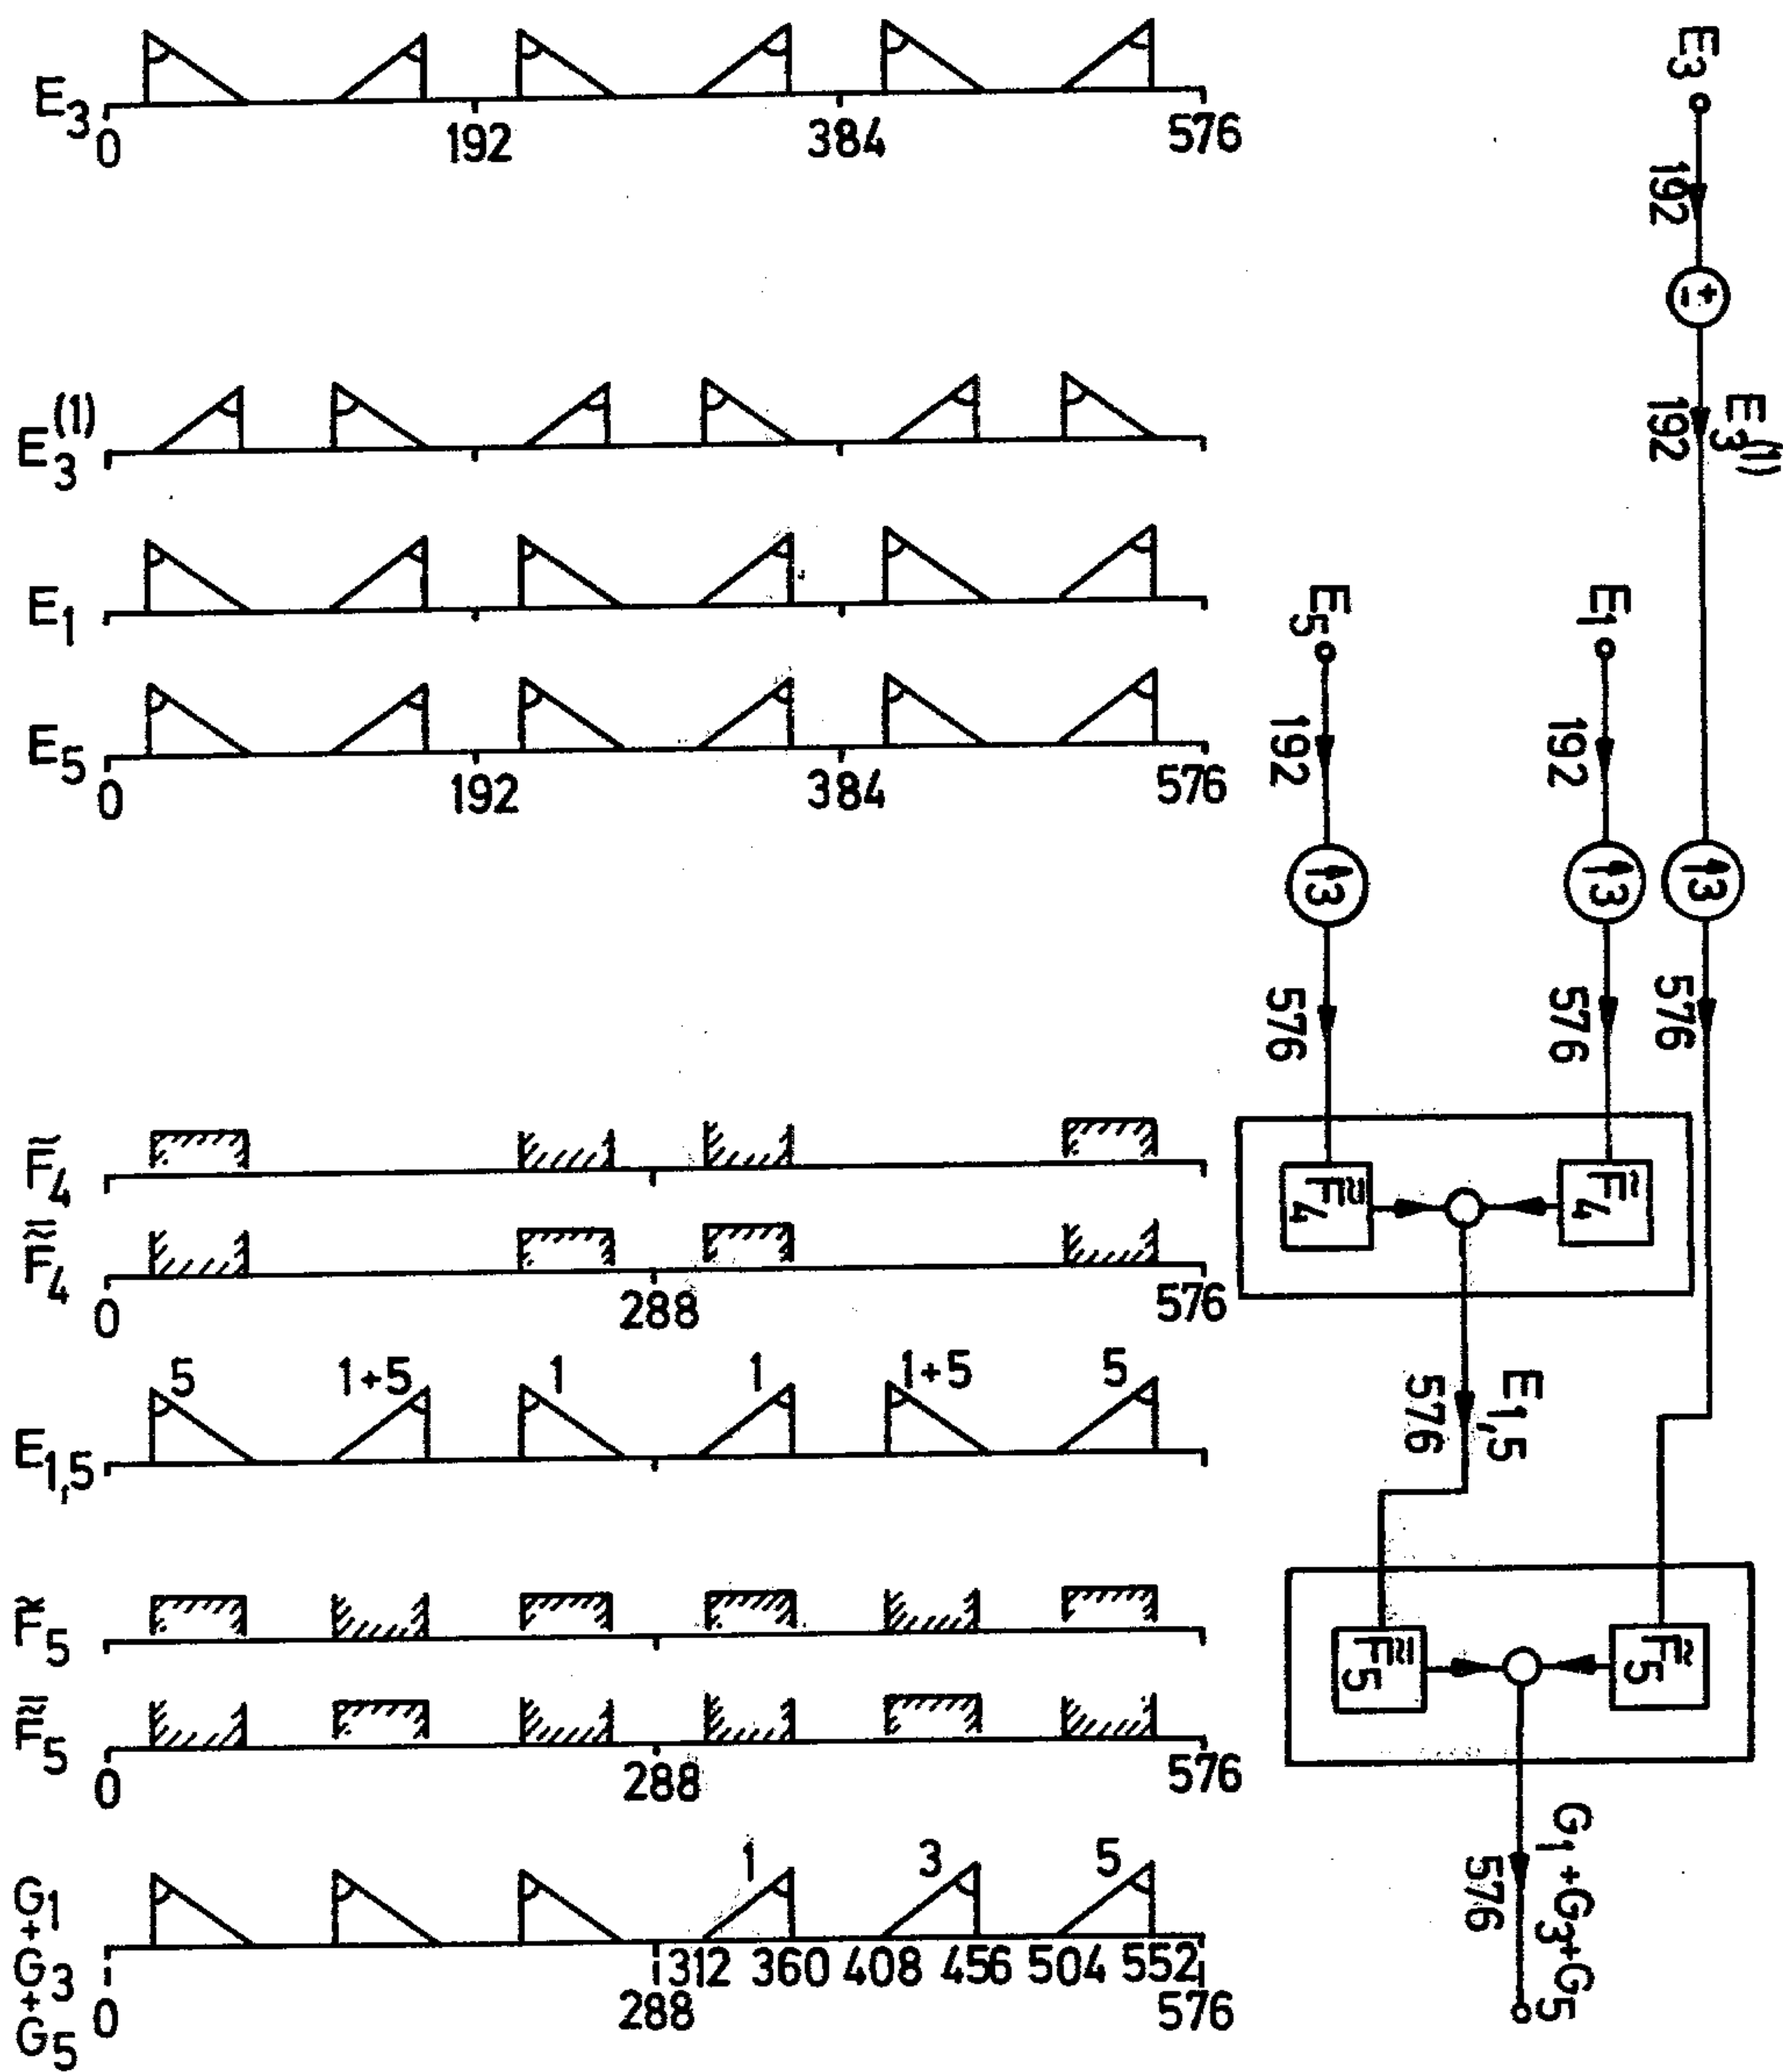 E3
0 192 384 576
E3(1)
E1
E5
0 192 384 576
F̃4
F̃̄4
0 288 576
5 1+5 1 1 1+5 5
E1,5
F̃5
F̃̄5
0 288 576
1 3 5
G1+G3+G5
312 360 408 456 504 552
0 288 576
E3
192
+-
192
E3(1)
E5
E1
192
192
↑3
↑3
↑3
576
576
576
F̃̄4
F̃4
576
E1,5
F̃̄5
F̃5
576
G1+G3+G5